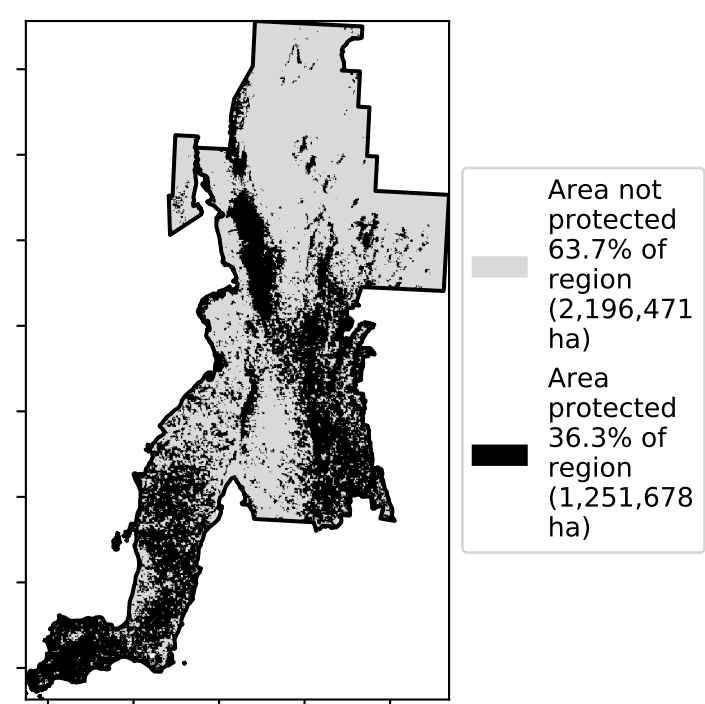 Area not
protected
63.7% of
region
(2,196,471
ha)
Area
protected
36.3% of
region
(1,251,678
ha)